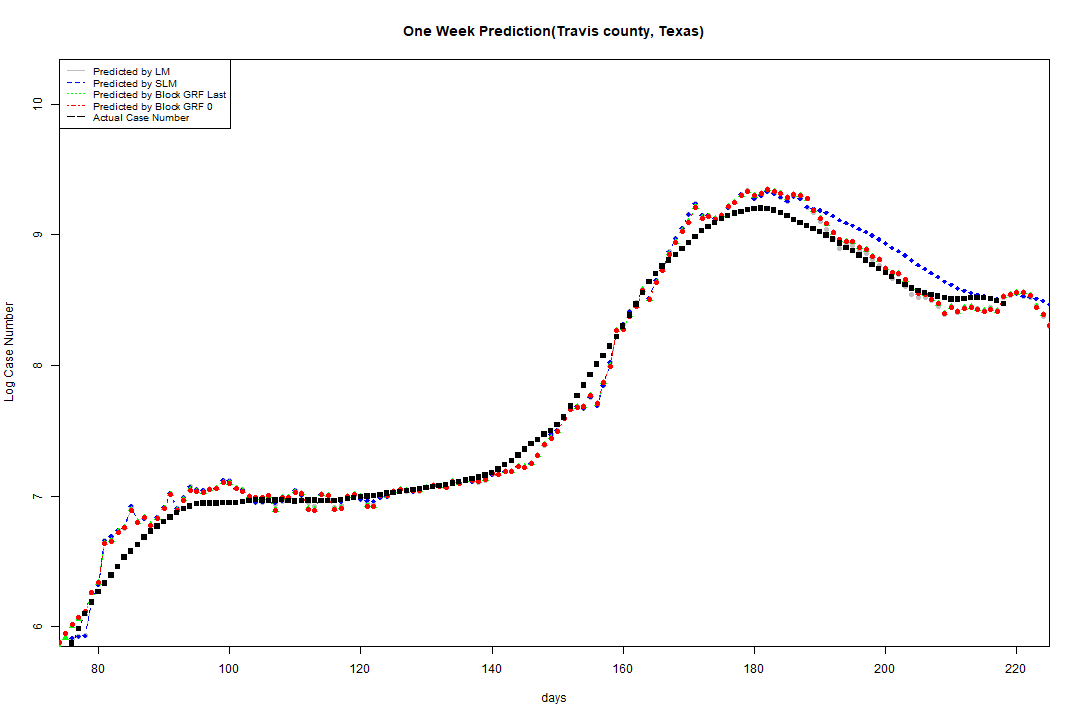 One Week Prediction(Travis county, Texas)
Predicted by LM
Predicted by SLM
Predicted by Block GRF Last
Predicted by Block GRF 0
Actual Case Number
10
9
8
7
6
Log Case Number
80 100 120 140 160 180 200 220
days